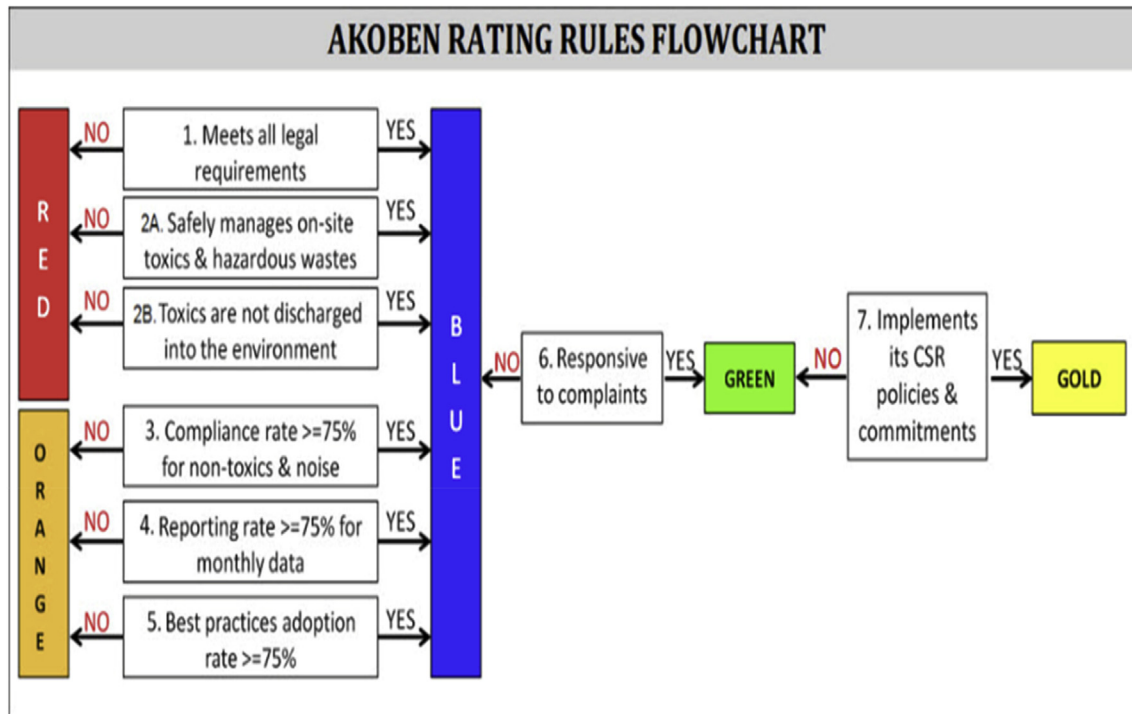 AKOBEN RATING RULES FLOWCHART
RED
NO
1. Meets all legal
requirements
YES
NO
2A. Safely manages on-site
toxics & hazardous wastes
YES
NO
2B. Toxics are not discharged
into the environment
YES
ORANGE
NO
3. Compliance rate >=75%
for non-toxics & noise
YES
NO
4. Reporting rate >=75% for
monthly data
YES
NO
5. Best practices adoption
rate >=75%
YES
BLUE
NO
6. Responsive
to complaints
YES
GREEN
NO
7. Implements
its CSR
policies &
commitments
YES
GOLD